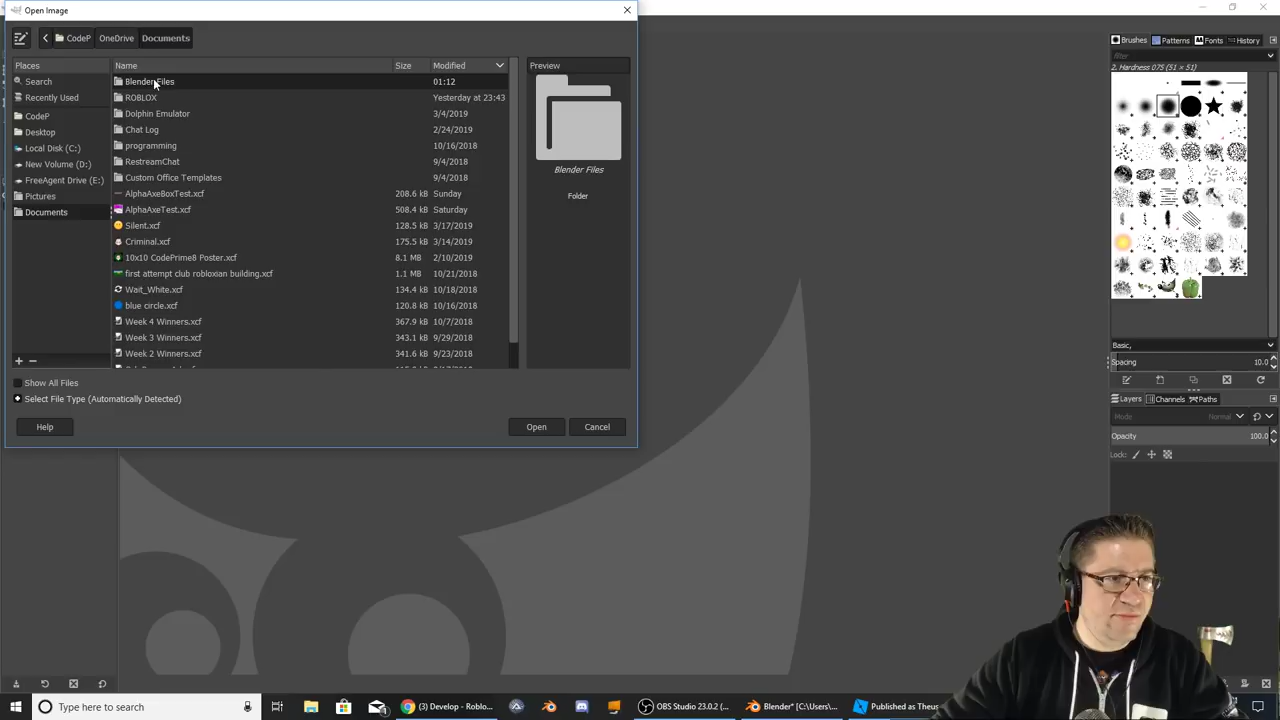 Open Image
CodeP OneDrive Documents
Places Name Size Modified Preview
Search Blender Files 01:12
Recently Used ROBLOX Yesterday at 23:43
Dolphin Emulator 3/4/2019
CodeP Chat Log 2/24/2019
Desktop programming 10/16/2018
Local Disk (C:) RestreamChat 9/4/2018
New Volume (D:) Custom Office Templates 9/4/2018
FreeAgent Drive (E:) AlphaAxeBoxTest.xcf 208.6 kB Sunday
Pictures AlphaAxeTest.xcf 508.4 kB Saturday
Documents Silent.xcf 128.5 kB 3/17/2019
Criminal.xcf 175.5 kB 3/14/2019
10x10 CodePrime8 Poster.xcf 8.1 MB 2/10/2019
first attempt club robloxian building.xcf 1.1 MB 10/21/2018
Wait_White.xcf 134.4 kB 10/18/2018
blue circle.xcf 120.8 kB 10/16/2018
Week 4 Winners.xcf 367.9 kB 10/7/2018
Week 3 Winners.xcf 343.1 kB 9/29/2018
Week 2 Winners.xcf 341.6 kB 9/23/2018
Blender Files
Folder
Show All Files
Select File Type (Automatically Detected)
Help Open Cancel
Brushes Patterns Fonts History
filter
2. Hardness 075 (51 × 51)
Basic,
Spacing 10.0
Layers Channels Paths
Mode Normal
Opacity 100.0
Lock:
Type here to search
(3) Develop - Roblo...
OBS Studio 23.0.2 (...
Blender* [C:\Users\...
Published as Theus